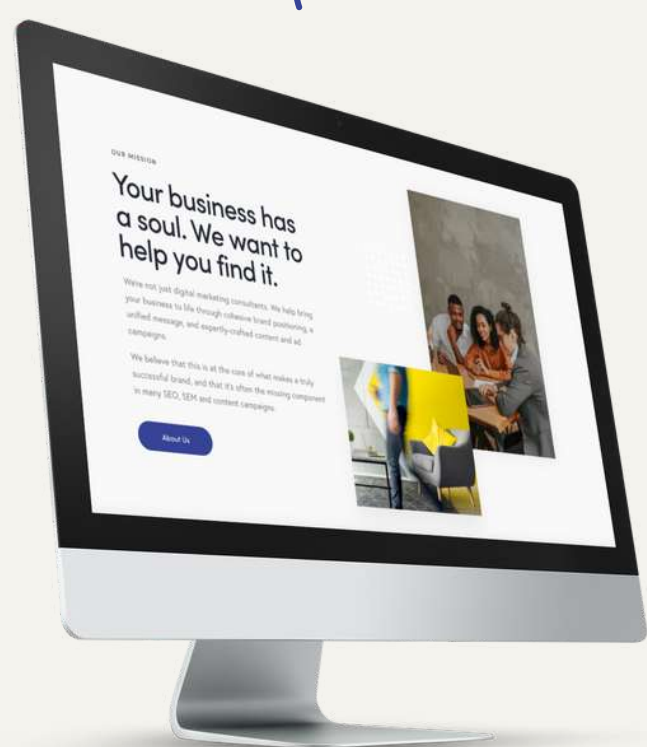 OUR MISSION
Your business has
a soul. We want to
help you find it.
We're not just digital marketing consultants. We help bring
your business to life through cohesive brand positioning, a
unified message, and expertly-crafted content and ad
campaigns.
We believe that this is at the core of what makes a truly
successful brand, and that it's often the missing component
in many SEO, SEM and content campaigns.
About Us